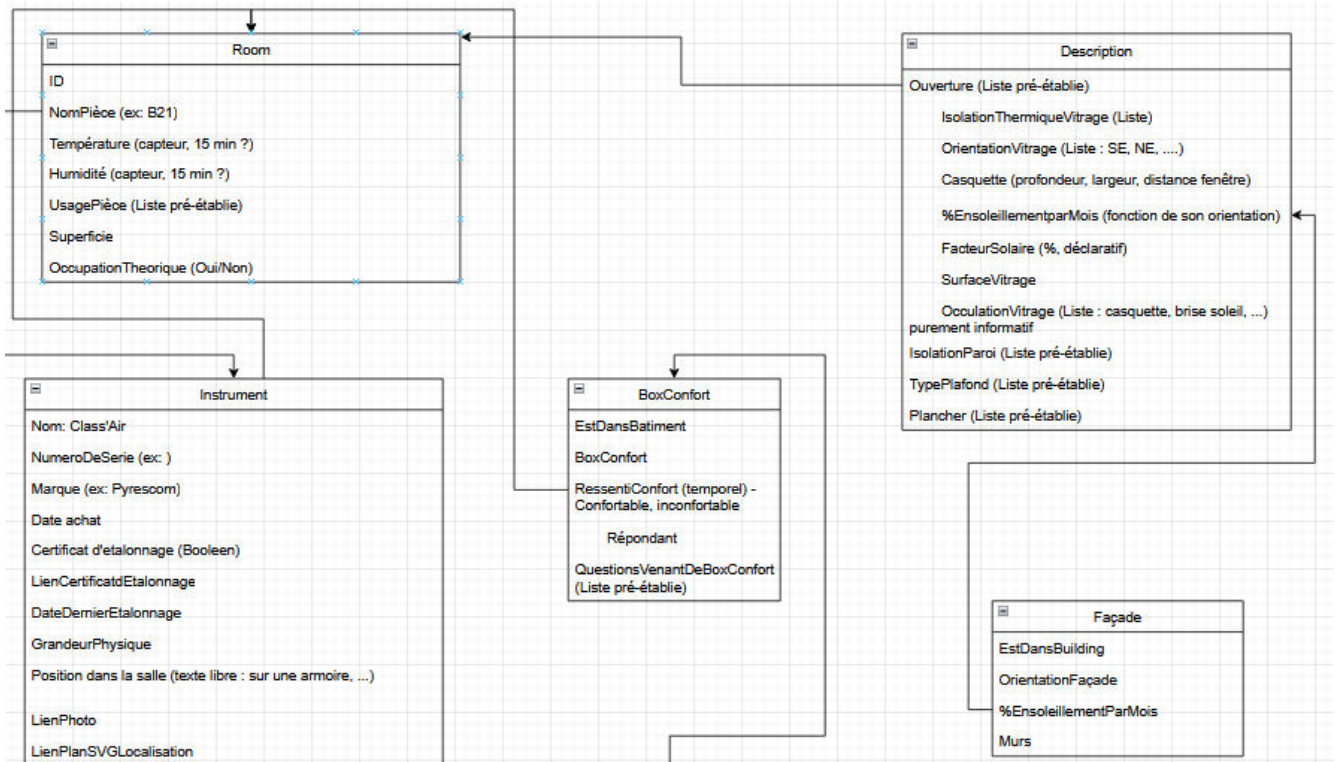 Room
ID
NomPièce (ex: B21)
Température (capteur, 15 min ?)
Humidité (capteur, 15 min ?)
UsagePièce (Liste pré-établie)
Superficie
OccupationTheorique (Oui/Non)
Description
Ouverture (Liste pré-établie)
IsolationThermiqueVitrage (Liste)
OrientationVitrage (Liste : SE, NE, ....)
Casquette (profondeur, largeur, distance fenêtre)
%EnsoleillementparMois (fonction de son orientation)
FacteurSolaire (%, déclaratif)
SurfaceVitrage
OcculationVitrage (Liste : casquette, brise soleil, ...)
purement informatif
IsolationParoi (Liste pré-établie)
TypePlafond (Liste pré-établie)
Plancher (Liste pré-établie)
Instrument
Nom: Class'Air
NumeroDeSerie (ex: )
Marque (ex: Pyrescom)
Date achat
Certificat d'etalonnage (Booleen)
LienCertificatdEtalonnage
DateDernierEtalonnage
GrandeurPhysique
Position dans la salle (texte libre : sur une armoire, ...)
LienPhoto
LienPlanSVGLocalisation
BoxConfort
EstDansBatiment
BoxConfort
RessentiConfort (temporel) -
Confortable, inconfortable
Répondant
QuestionsVenantDeBoxConfort
(Liste pré-établie)
Façade
EstDansBuilding
OrientationFaçade
%EnsoleillementParMois
Murs